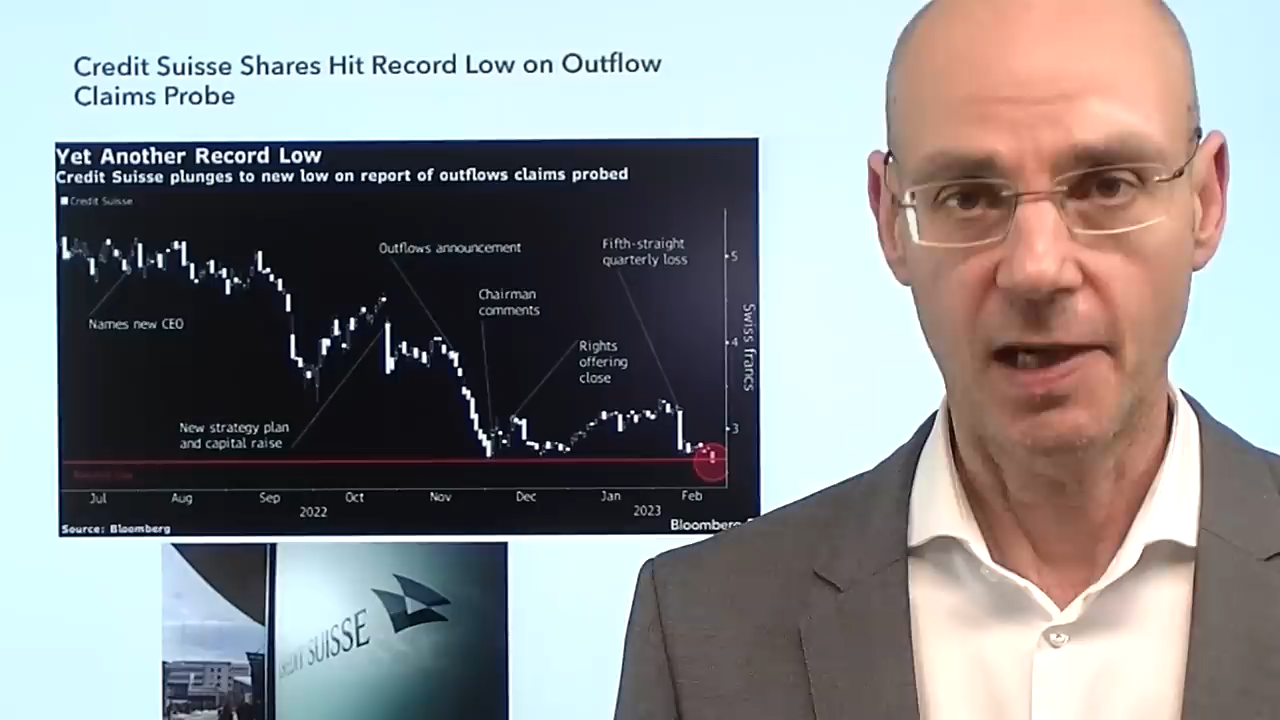 Credit Suisse Shares Hit Record Low on Outflow
Claims Probe
Yet Another Record Low
Credit Suisse plunges to new low on report of outflows claims probed
Credit Suisse
Outflows announcement
Fifth-straight
quarterly loss
5
Names new CEO
Chairman
comments
4
Swiss francs
Rights
offering
close
New strategy plan
and capital raise
3
Jul Aug Sep Oct Nov Dec Jan Feb
2022 2023
Source: Bloomberg
Bloomberg
SUISSE